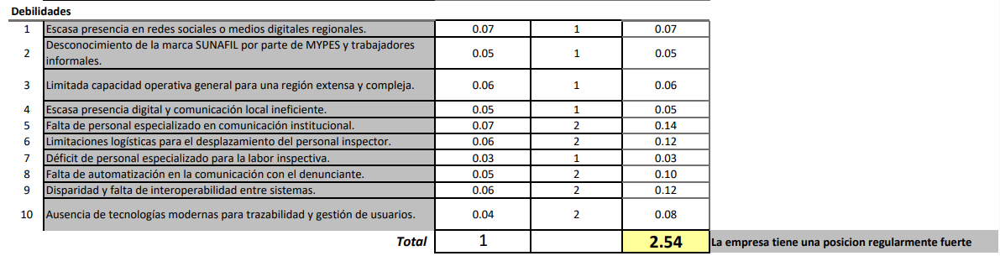 Debilidades
1 Escasa presencia en redes sociales o medios digitales regionales. 0.07 1 0.07
2 Desconocimiento de la marca SUNAFIL por parte de MYPES y trabajadores informales. 0.05 1 0.05
3 Limitada capacidad operativa general para una región extensa y compleja. 0.06 1 0.06
4 Escasa presencia digital y comunicación local ineficiente. 0.05 1 0.05
5 Falta de personal especializado en comunicación institucional. 0.07 2 0.14
6 Limitaciones logísticas para el desplazamiento del personal inspector. 0.06 2 0.12
7 Déficit de personal especializado para la labor inspectiva. 0.03 1 0.03
8 Falta de automatización en la comunicación con el denunciante. 0.05 2 0.10
9 Disparidad y falta de interoperabilidad entre sistemas. 0.06 2 0.12
10 Ausencia de tecnologías modernas para trazabilidad y gestión de usuarios. 0.04 2 0.08
Total 1 2.54 La empresa tiene una posicion regularmente fuerte